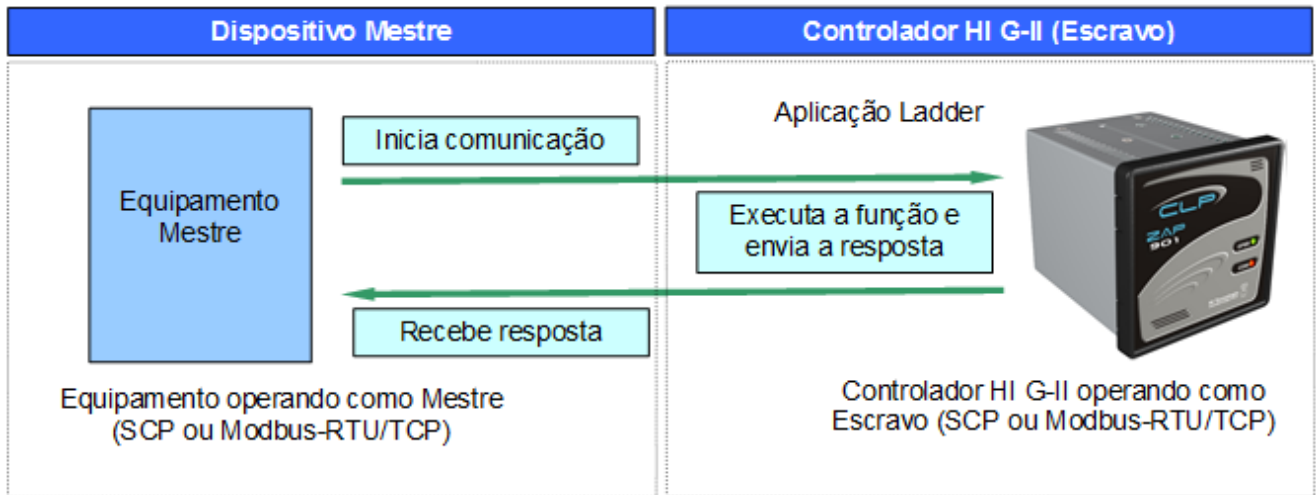 Dispositivo Mestre
Controlador HI G-II (Escravo)
Equipamento
Mestre
Inicia comunicação
Aplicação Ladder
Executa a função e
envia a resposta
Recebe resposta
CLP
ZAP
901
Equipamento operando como Mestre
(SCP ou Modbus-RTU/TCP)
Controlador HI G-II operando como
Escravo (SCP ou Modbus-RTU/TCP)